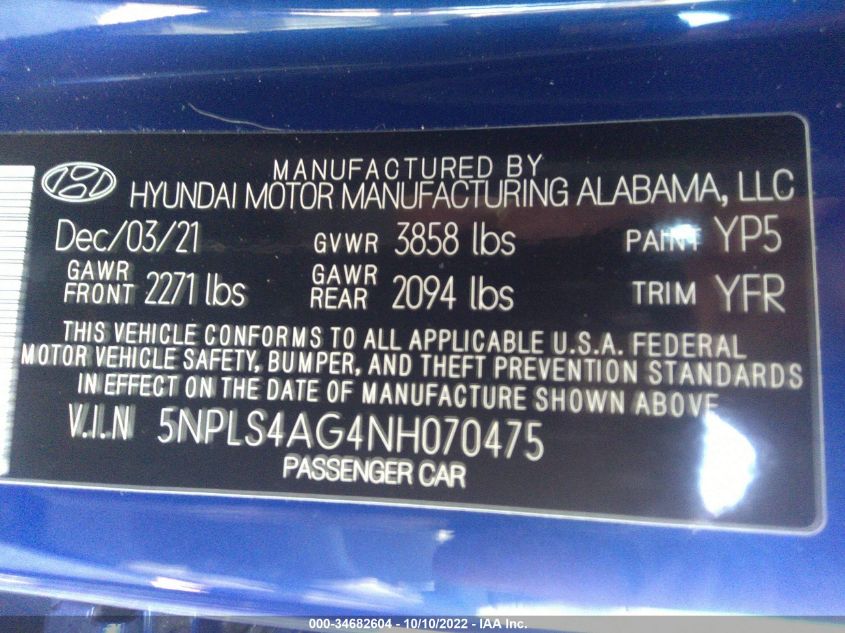 MANUFACTURED BY
HYUNDAI MOTOR MANUFACTURING ALABAMA, LLC
Dec/03/21 GVWR 3858 lbs PAINT YP5
GAWR FRONT 2271 lbs GAWR REAR 2094 lbs TRIM YFR
THIS VEHICLE CONFORMS TO ALL APPLICABLE U.S.A. FEDERAL
MOTOR VEHICLE SAFETY, BUMPER, AND THEFT PREVENTION STANDARDS
IN EFFECT ON THE DATE OF MANUFACTURE SHOWN ABOVE.
V.I.N 5NPLS4AG4NH070475
PASSENGER CAR
000-34682604 - 10/10/2022 - IAA Inc.